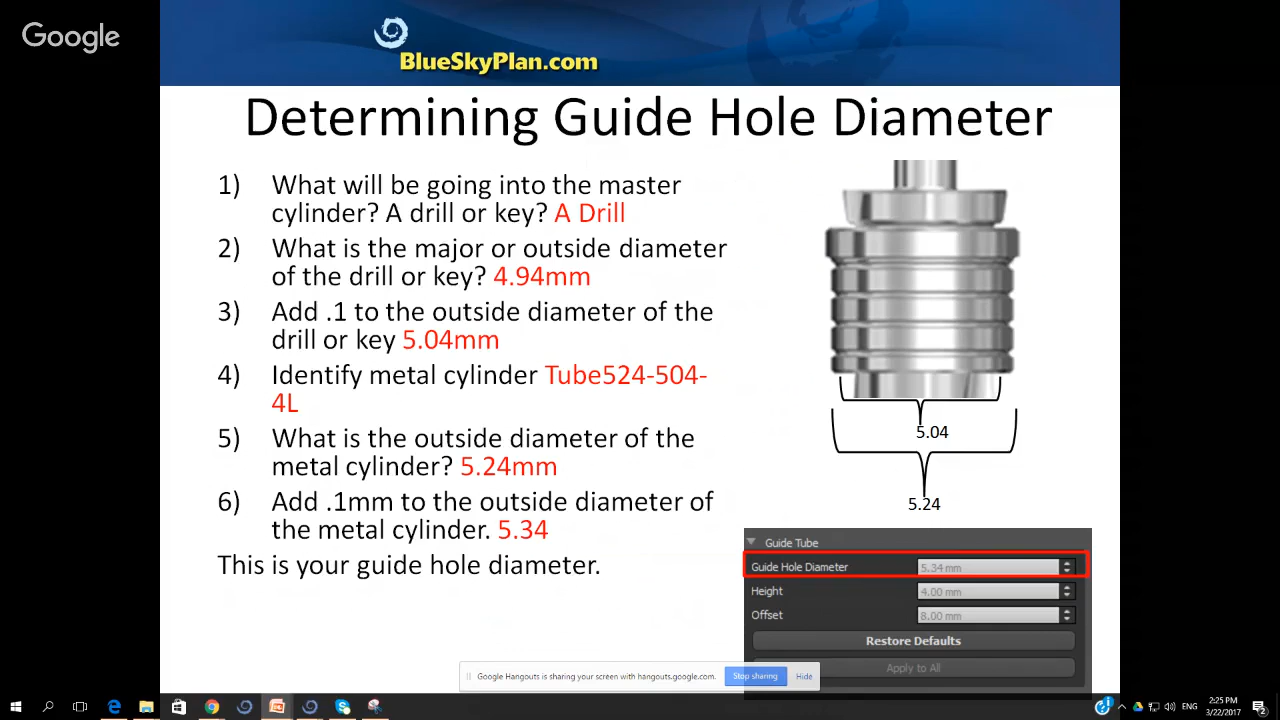 Google
BlueSkyPlan.com
Determining Guide Hole Diameter
1) What will be going into the master
cylinder? A drill or key? A Drill
2) What is the major or outside diameter
of the drill or key? 4.94mm
3) Add .1 to the outside diameter of the
drill or key 5.04mm
4) Identify metal cylinder Tube524-504-
4L
5) What is the outside diameter of the
metal cylinder? 5.24mm
6) Add .1mm to the outside diameter of
the metal cylinder. 5.34
This is your guide hole diameter.
5.04
5.24
Guide Tube
Guide Hole Diameter 5.34 mm
Height 4.00 mm
Offset 8.00 mm
Restore Defaults
Apply to All
Google Hangouts is sharing your screen with hangouts.google.com. Stop sharing Hide
ENG
2:25 PM
3/22/2017
2